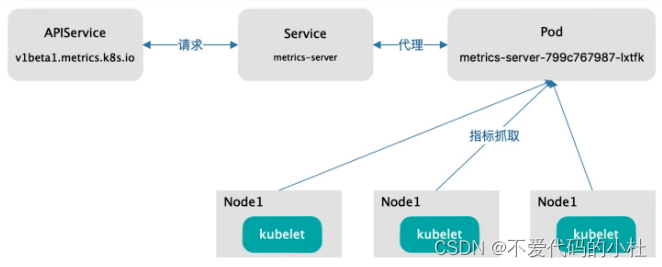 APIService
v1beta1.metrics.k8s.io
请求
Service
metrics-server
代理
Pod
metrics-server-799c767987-lxtfk
指标抓取
Node1
kubelet
Node1
kubelet
Node1
kubelet
CSDN @不爱代码的小杜